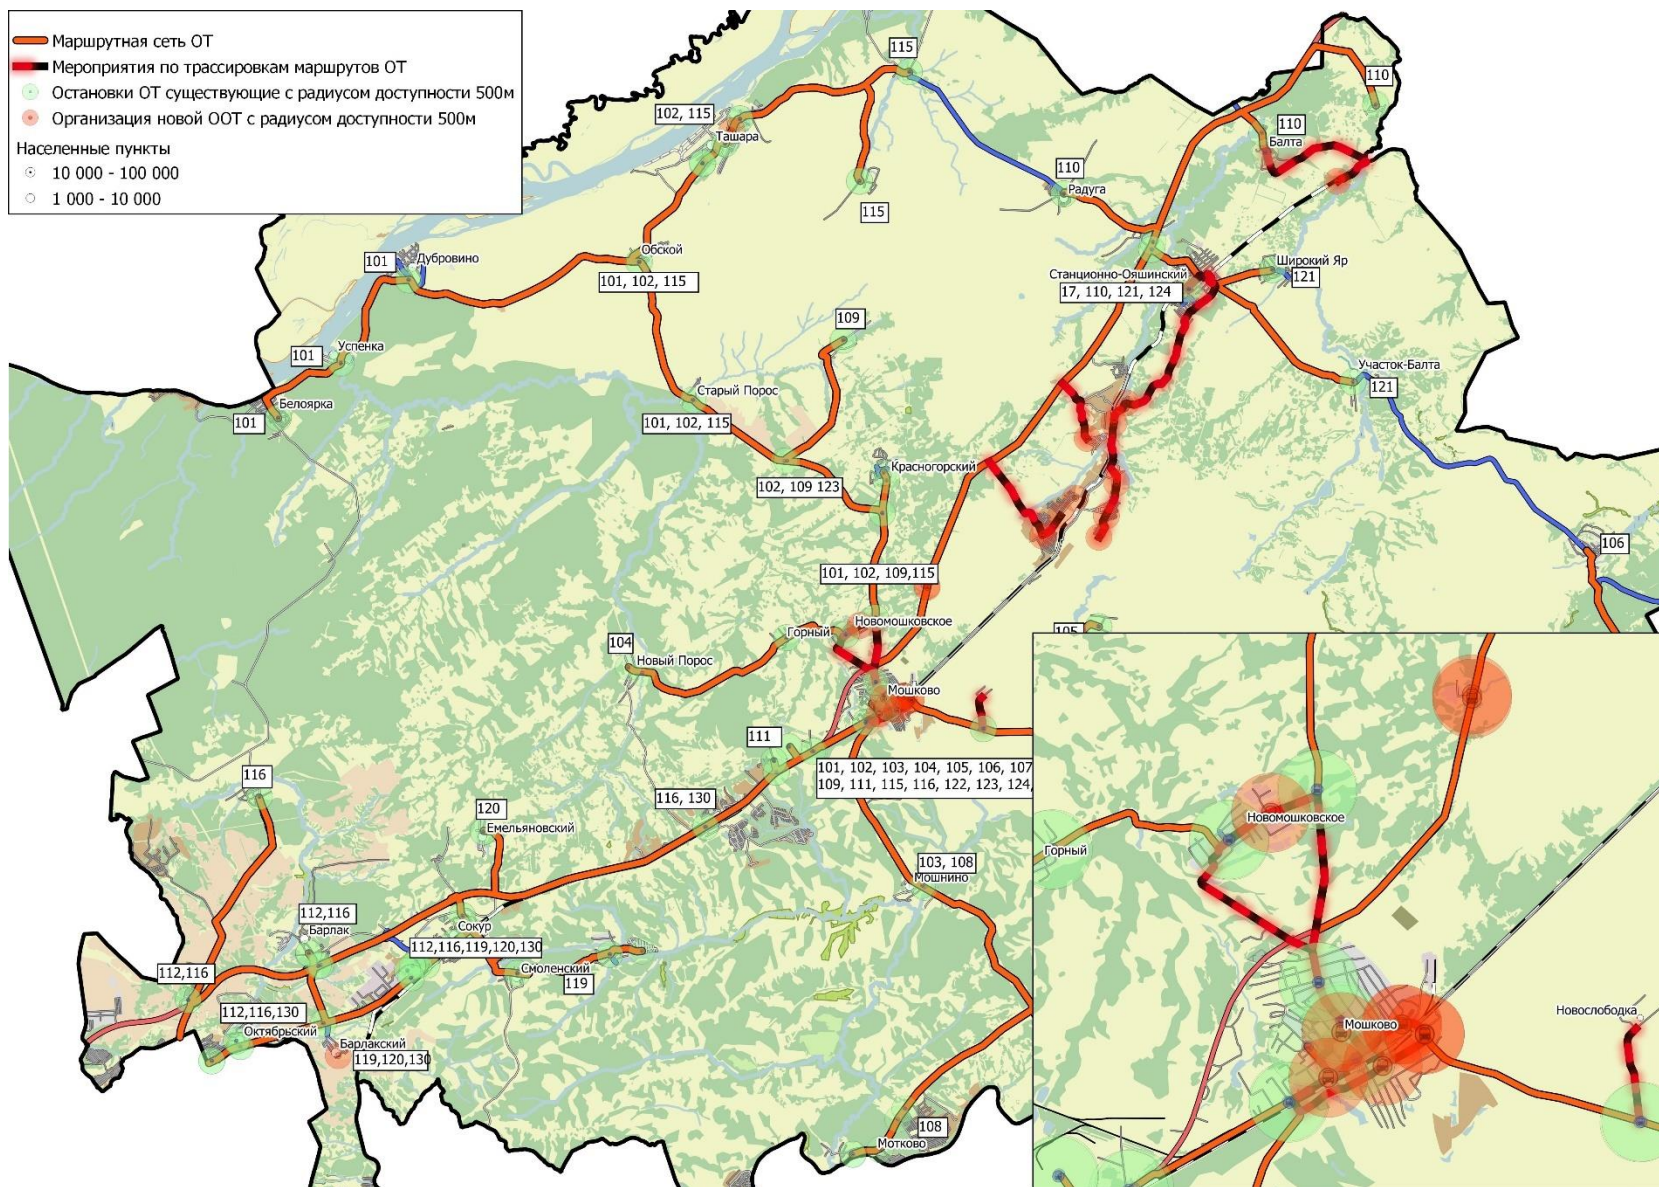 Маршрутная сеть ОТ
Мероприятия по трассировкам маршрутов ОТ
Остановки ОТ существующие с радиусом доступности 500м
Организация новой ООТ с радиусом доступности 500м
Населенные пункты
10 000 - 100 000
1 000 - 10 000
115
110
102, 115
Ташара
110
Балта
110
Радуга
115
Дубровино
101
Обской
101, 102, 115
Станционно-Ояшинский
17, 110, 121, 124
Широкий Яр
121
109
Успенка
101
Участок-Балта
121
Белоярка
101
Старый Порос
101, 102, 115
Красногорский
102, 109 123
106
101, 102, 109,115
Новомошковское
Горный
104
Новый Порос
105
Мошково
111
101, 102, 103, 104, 105, 106, 107
109, 111, 115, 116, 122, 123, 124,
116
116, 130
120
Емельяновский
103, 108
Мошнино
112,116
Барлак
Сокур
112,116,119,120,130
112,116
Смоленский
119
112,116,130
Октябрьский
Барлакский
119,120,130
108
Мотково
Новомошковское
Горный
Мошково
Новослободка